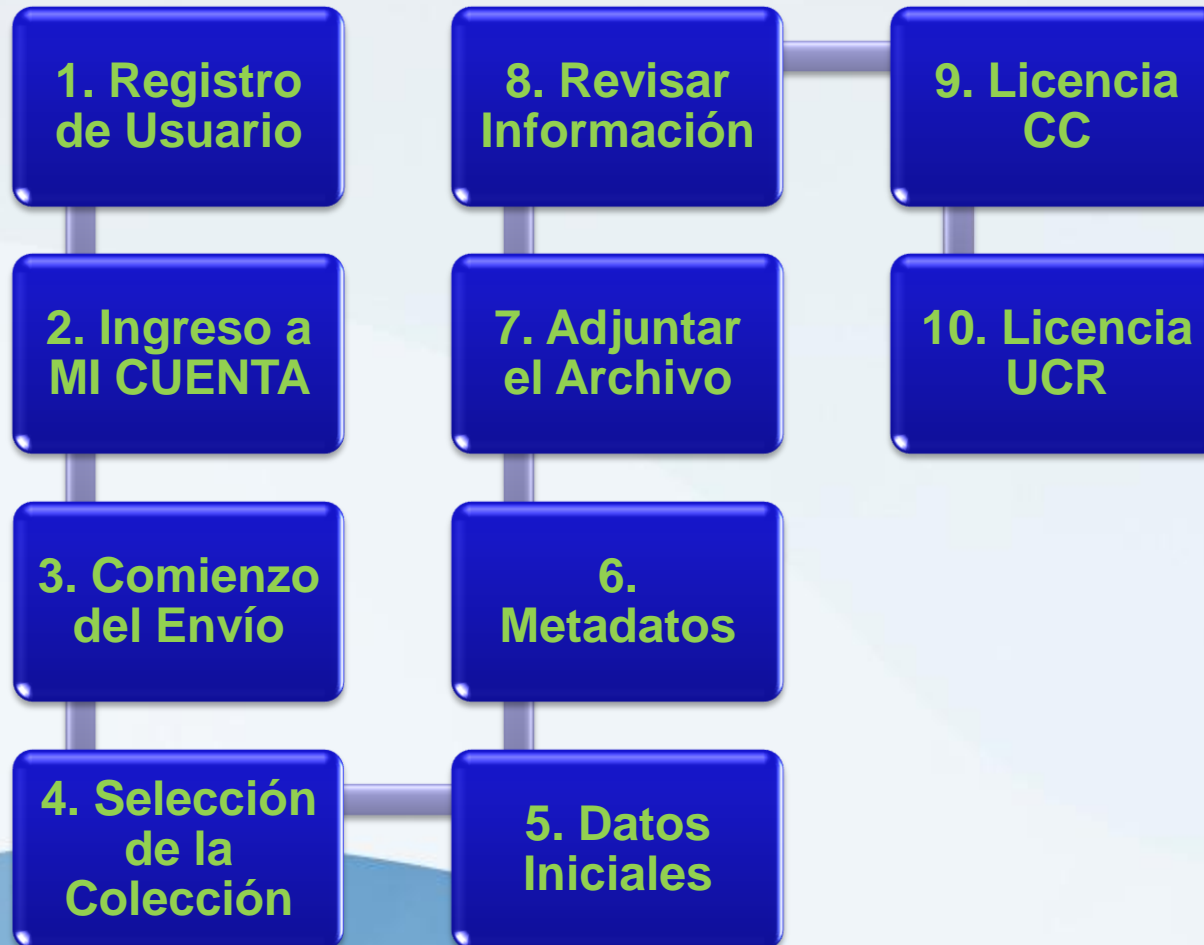 1. Registro
de Usuario
2. Ingreso a
MI CUENTA
3. Comienzo
del Envío
4. Selección
de la
Colección
5. Datos
Iniciales
6.
Metadatos
7. Adjuntar
el Archivo
8. Revisar
Información
9. Licencia
CC
10. Licencia
UCR